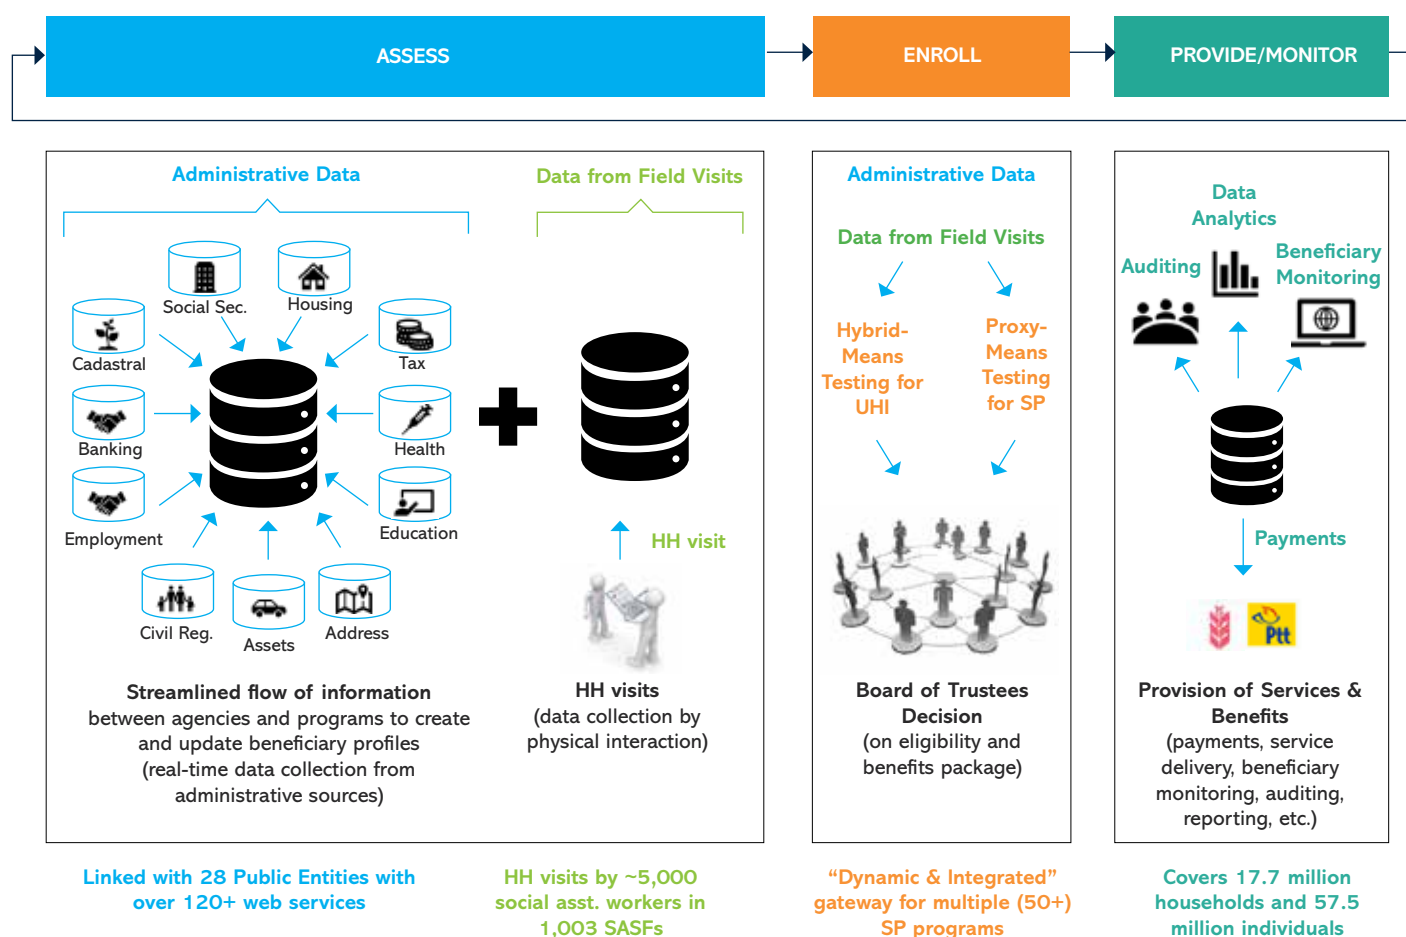 ASSESS
ENROLL
PROVIDE/MONITOR
Administrative Data
Data from Field Visits
Social Sec.
Housing
Cadastral
Tax
Banking
Health
Employment
Education
Civil Reg.
Assets
Address
HH visit
Streamlined flow of information
between agencies and programs to create
and update beneficiary profiles
(real-time data collection from
administrative sources)
HH visits
(data collection by
physical interaction)
Administrative Data
Data from Field Visits
Hybrid-
Means
Testing for
UHI
Proxy-
Means
Testing
for SP
Board of Trustees
Decision
(on eligibility and
benefits package)
Data
Analytics
Auditing
Beneficiary
Monitoring
Payments
Ptt
Provision of Services &
Benefits
(payments, service
delivery, beneficiary
monitoring, auditing,
reporting, etc.)
Linked with 28 Public Entities with
over 120+ web services
HH visits by ~5,000
social asst. workers in
1,003 SASFs
“Dynamic & Integrated”
gateway for multiple (50+)
SP programs
Covers 17.7 million
households and 57.5
million individuals